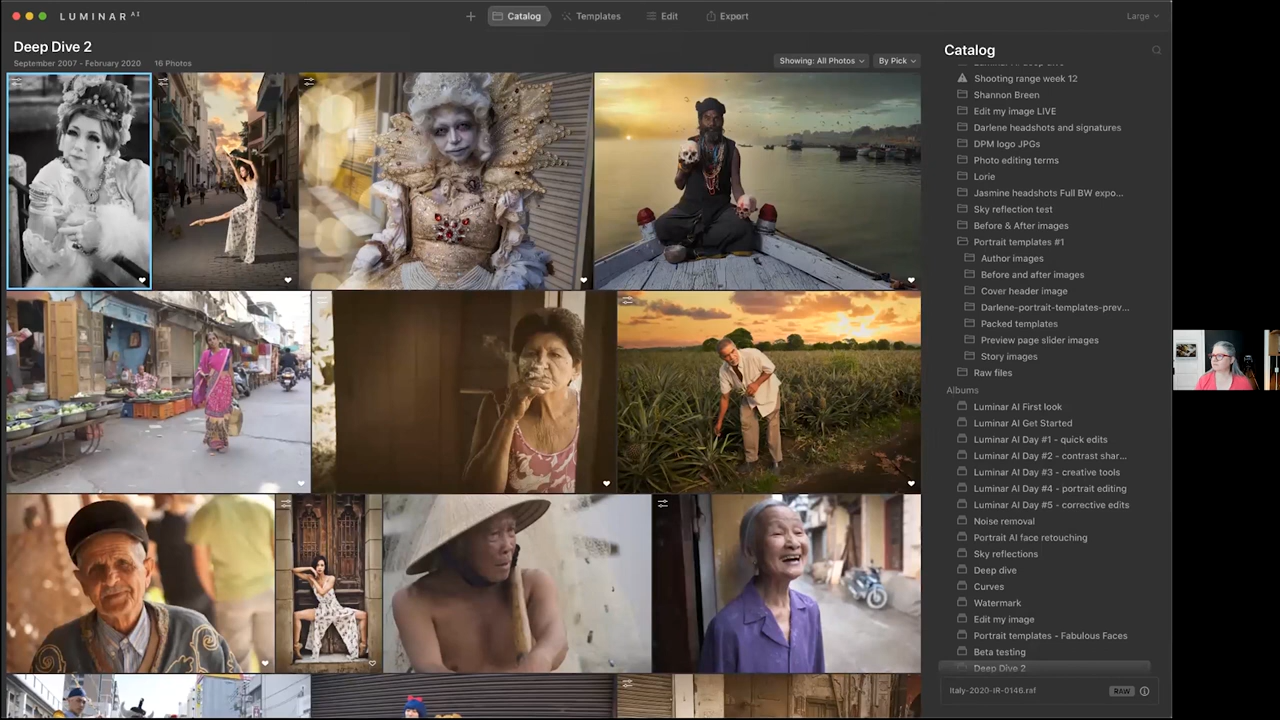 LUMINAR AI
Catalog
Templates
Edit
Export
Large
Deep Dive 2
September 2007 - February 2020 16 Photos
Showing: All Photos
By Pick
Catalog
Shooting range week 12
Shannon Breen
Edit my image LIVE
Darlene headshots and signatures
DPM logo JPGs
Photo editing terms
Lorie
Jasmine headshots Full BW expo...
Sky reflection test
Before & After images
Portrait templates #1
Author images
Before and after images
Cover header image
Darlene-portrait-templates-prev...
Packed templates
Preview page slider images
Story images
Raw files
Albums
Luminar AI First look
Luminar AI Get Started
Luminar AI Day #1 - quick edits
Luminar AI Day #2 - contrast shar...
Luminar AI Day #3 - creative tools
Luminar AI Day #4 - portrait editing
Luminar AI Day #5 - corrective edits
Noise removal
Portrait AI face retouching
Sky reflections
Deep dive
Curves
Watermark
Edit my image
Portrait templates - Fabulous Faces
Beta testing
Deep Dive 2
Italy-2020-IR-0146.raf
RAW